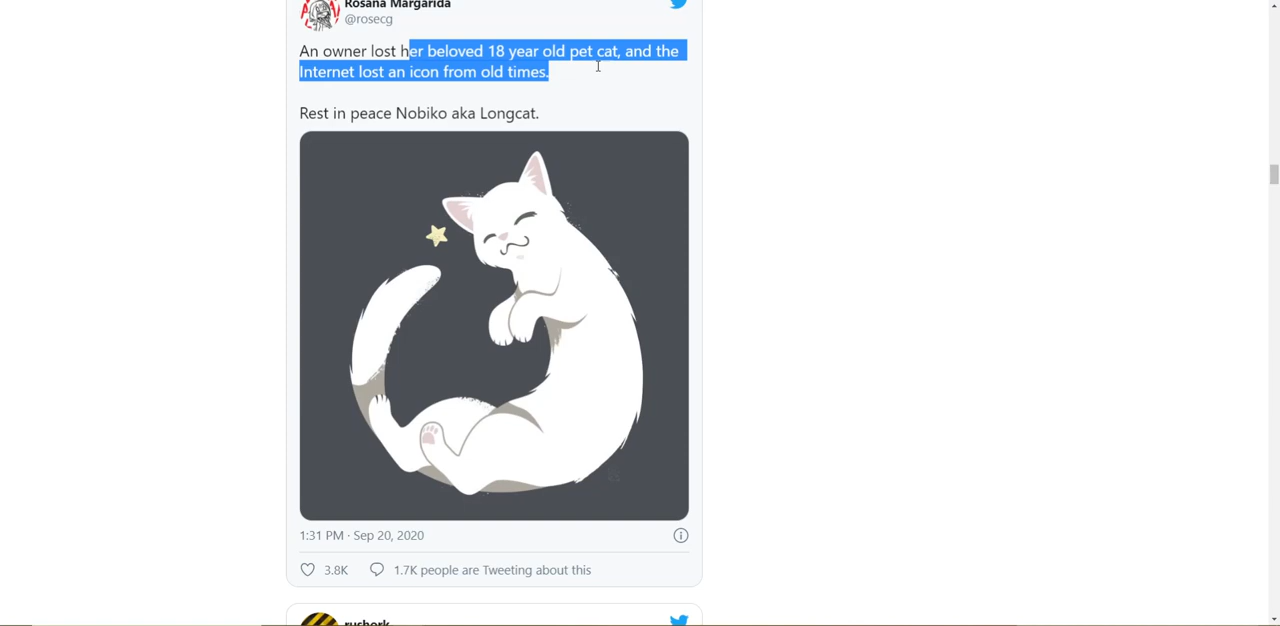 Rosana Margarida
@rosecg
An owner lost her beloved 18 year old pet cat, and the
Internet lost an icon from old times.
Rest in peace Nobiko aka Longcat.
1:31 PM · Sep 20, 2020
3.8K
1.7K people are Tweeting about this
rushork